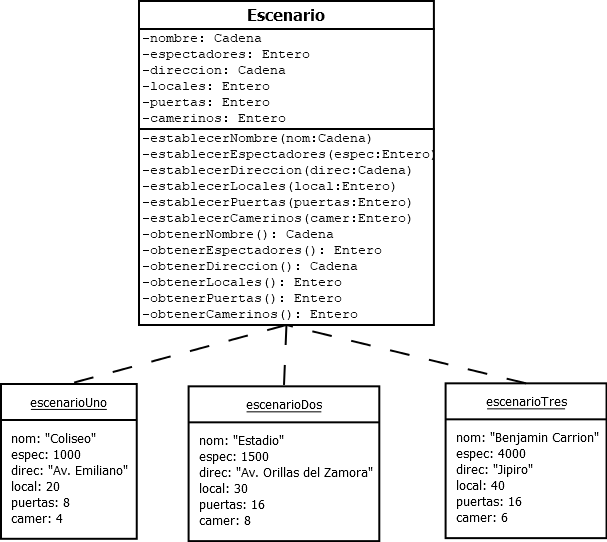 Escenario
-nombre: Cadena
-espectadores: Entero
-direccion: Cadena
-locales: Entero
-puertas: Entero
-camerinos: Entero
-establecerNombre(nom:Cadena)
-establecerEspectadores(espec:Entero)
-establecerDireccion(direc:Cadena)
-establecerLocales(local:Entero)
-establecerPuertas(puertas:Entero)
-establecerCamerinos(camer:Entero)
-obtenerNombre(): Cadena
-obtenerEspectadores(): Entero
-obtenerDireccion(): Cadena
-obtenerLocales(): Entero
-obtenerPuertas(): Entero
-obtenerCamerinos(): Entero
escenarioUno
nom: "Coliseo"
espec: 1000
direc: "Av. Emiliano"
local: 20
puertas: 8
camer: 4
escenarioDos
nom: "Estadio"
espec: 1500
direc: "Av. Orillas del Zamora"
local: 30
puertas: 16
camer: 8
escenarioTres
nom: "Benjamin Carrion"
espec: 4000
direc: "Jipiro"
local: 40
puertas: 16
camer: 6